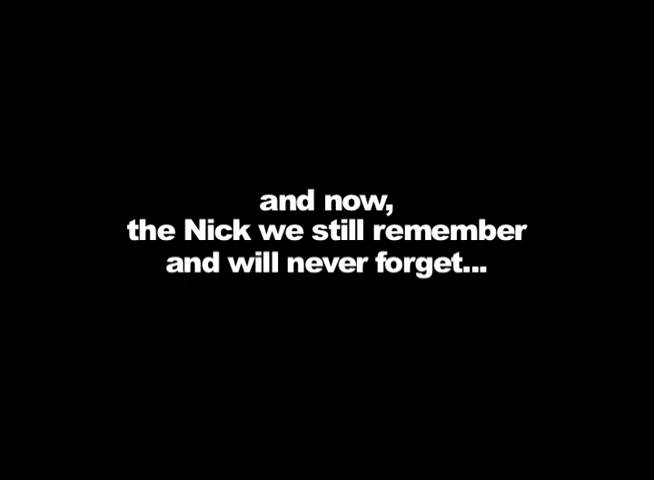 and now,
the Nick we still remember
and will never forget...